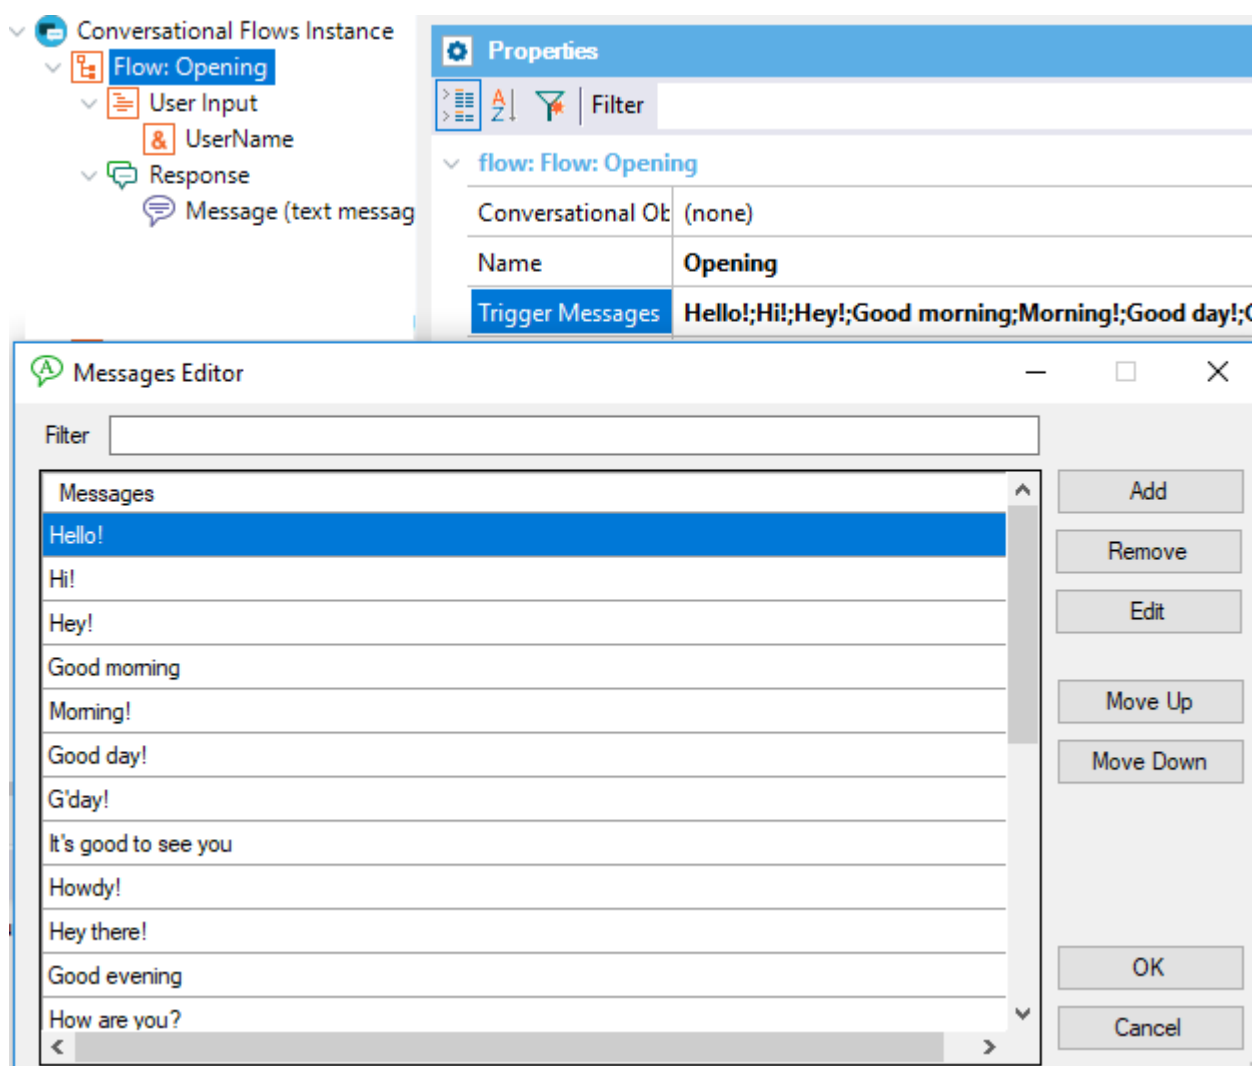 Conversational Flows Instance
Flow: Opening
User Input
& UserName
Response
Message (text messag
Properties
A
Z
Filter
flow: Flow: Opening
Conversational Ob (none)
Name Opening
Trigger Messages Hello!;Hi!;Hey!;Good morning;Morning!;Good day!;G
A Messages Editor
Filter
Messages
Hello!
Hi!
Hey!
Good morning
Morning!
Good day!
G'day!
It's good to see you
Howdy!
Hey there!
Good evening
How are you?
Add
Remove
Edit
Move Up
Move Down
OK
Cancel